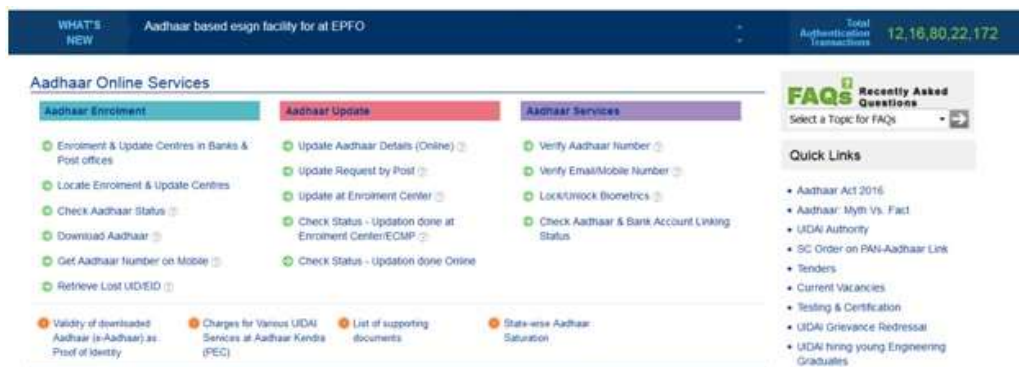 WHAT'S
NEW
Aadhaar based esign facility for at EPFO
Total
Authentication
Transactions
12,16,80,22,172
Aadhaar Online Services
Aadhaar Enrolment
Enrolment & Update Centres in Banks &
Post offices
Locate Enrolment & Update Centres
Check Aadhaar Status
Download Aadhaar
Get Aadhaar Number on Mobile
Retrieve Lost UID/EID
Aadhaar Update
Update Aadhaar Details (Online)
Update Request by Post
Update at Enrolment Center
Check Status - Updation done at
Enrolment Center/ECMP
Check Status - Updation done Online
Aadhaar Services
Verify Aadhaar Number
Verify Email/Mobile Number
Lock/Unlock Biometrics
Check Aadhaar & Bank Account Linking
Status
Validity of downloaded
Aadhaar (e-Aadhaar) as
Proof of Identity
Charges for Various UIDAI
Services at Aadhaar Kendra
(PEC)
List of supporting
documents
State-wise Aadhaar
Saturation
FAQs Recently Asked
Questions
Select a Topic for FAQs
Quick Links
Aadhaar Act 2016
Aadhaar: Myth Vs. Fact
UIDAI Authority
SC Order on PAN-Aadhaar Link
Tenders
Current Vacancies
Testing & Certification
UIDAI Grievance Redressal
UIDAI hiring young Engineering
Graduates